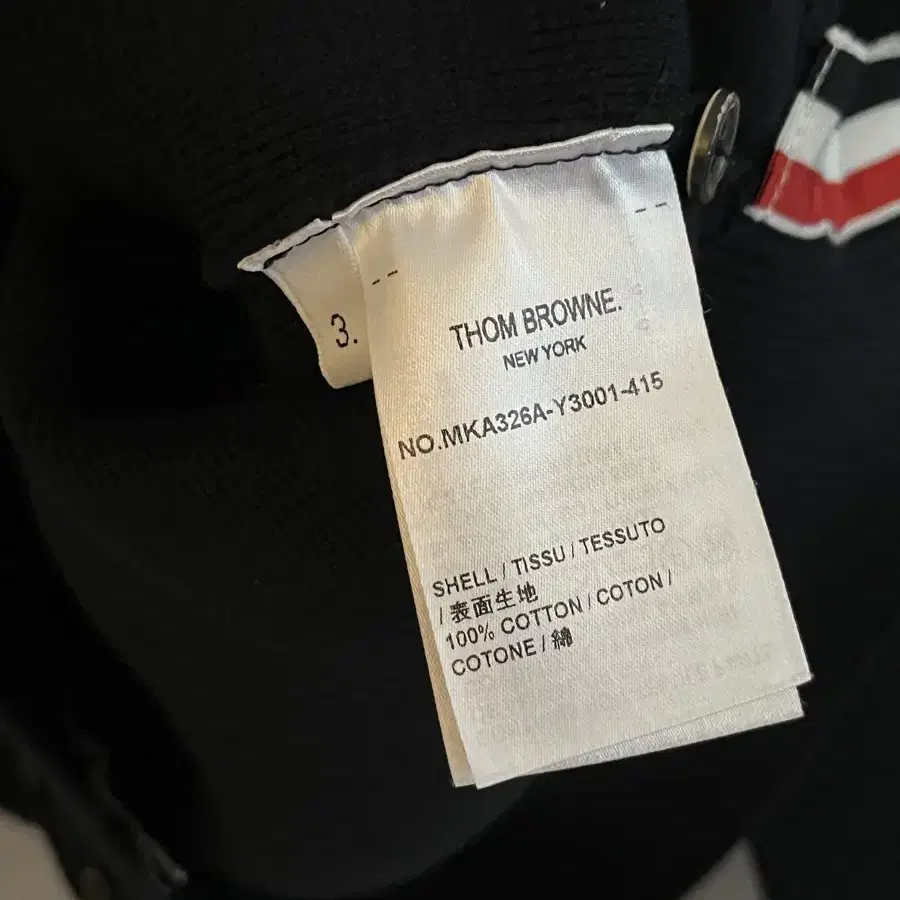 3.
THOM BROWNE.
NEW YORK
NO.MKA326A-Y3001-415
SHELL / TISSU / TESSUTO
/ 表面生地
100% COTTON / COTON /
COTONE / 綿